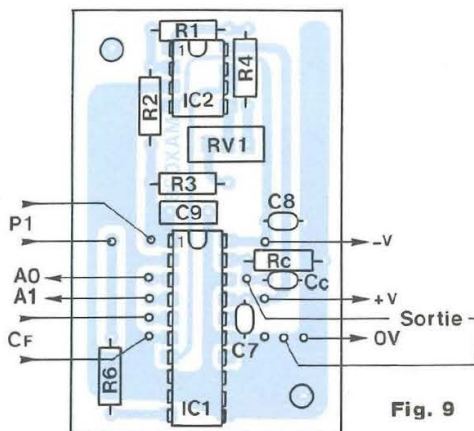 R1
1
R4
R2
IC2
RV1
R3
C9
C8
P1
1
-V
Rc
A0
Cc
A1
+V
Sortie
CF
C7
0V
R6
IC1
Fig. 9